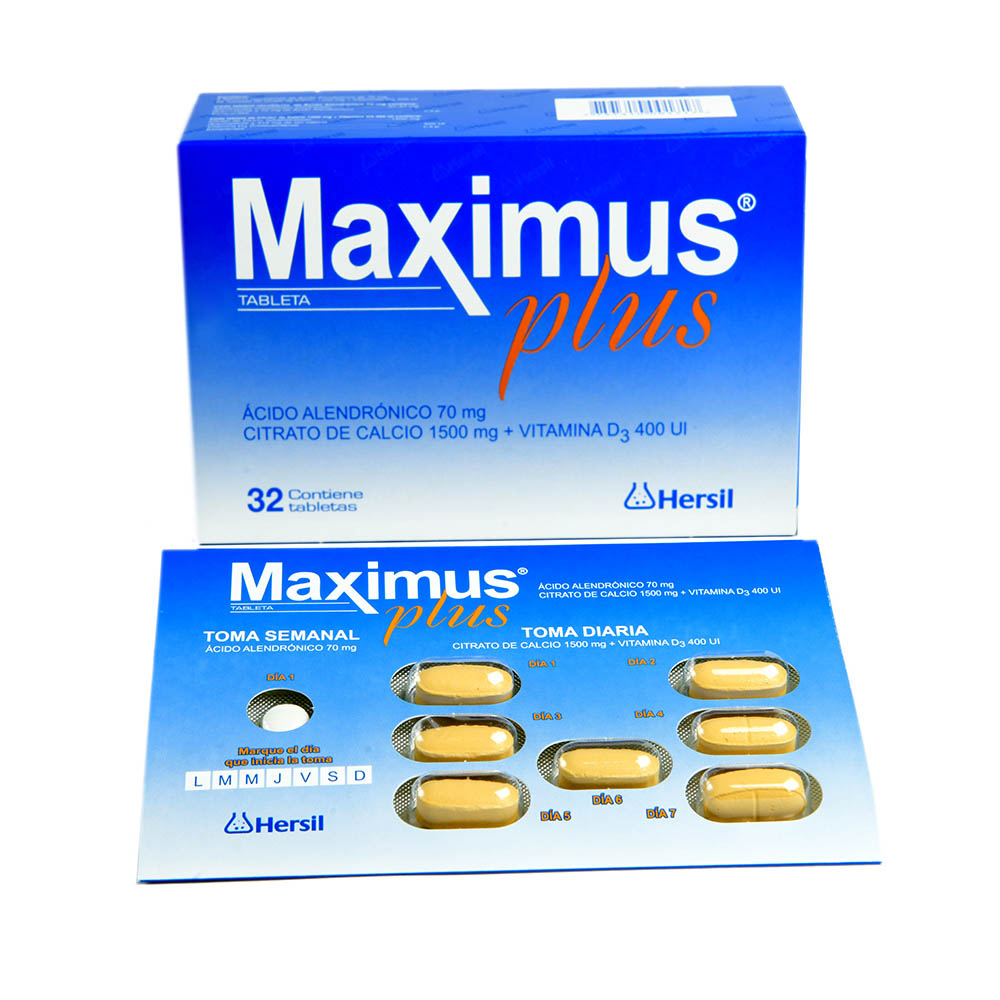 Hersil
Hersil
Maximus®
plus
TABLETA
ÁCIDO ALENDRÓNICO 70 mg
CITRATO DE CALCIO 1500 mg + VITAMINA D3 400 UI
32 Contiene
tabletas
Hersil
Maximus®
plus
TABLETA
ÁCIDO ALENDRÓNICO 70 mg
CITRATO DE CALCIO 1500 mg + VITAMINA D3 400 UI
TOMA SEMANAL
ÁCIDO ALENDRÓNICO 70 mg
TOMA DIARIA
CITRATO DE CALCIO 1500 mg + VITAMINA D3 400 UI
DÍA 1
DÍA 1
DÍA 2
DÍA 3
DÍA 4
Marque el día
que inicia la toma
L M M J V S D
DÍA 5
DÍA 6
DÍA 7
Hersil